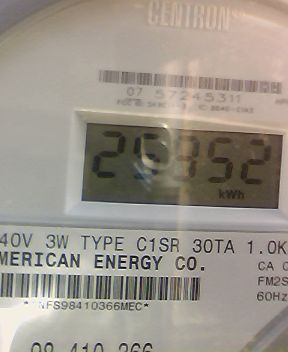 CENTRON
07 57245311
25952
kWh
40V 3W TYPE C1SR 30TA 1.0K
MERICAN ENERGY CO.
CA
FM2S
60Hz
*NFS98410366MEC*
98 410 366